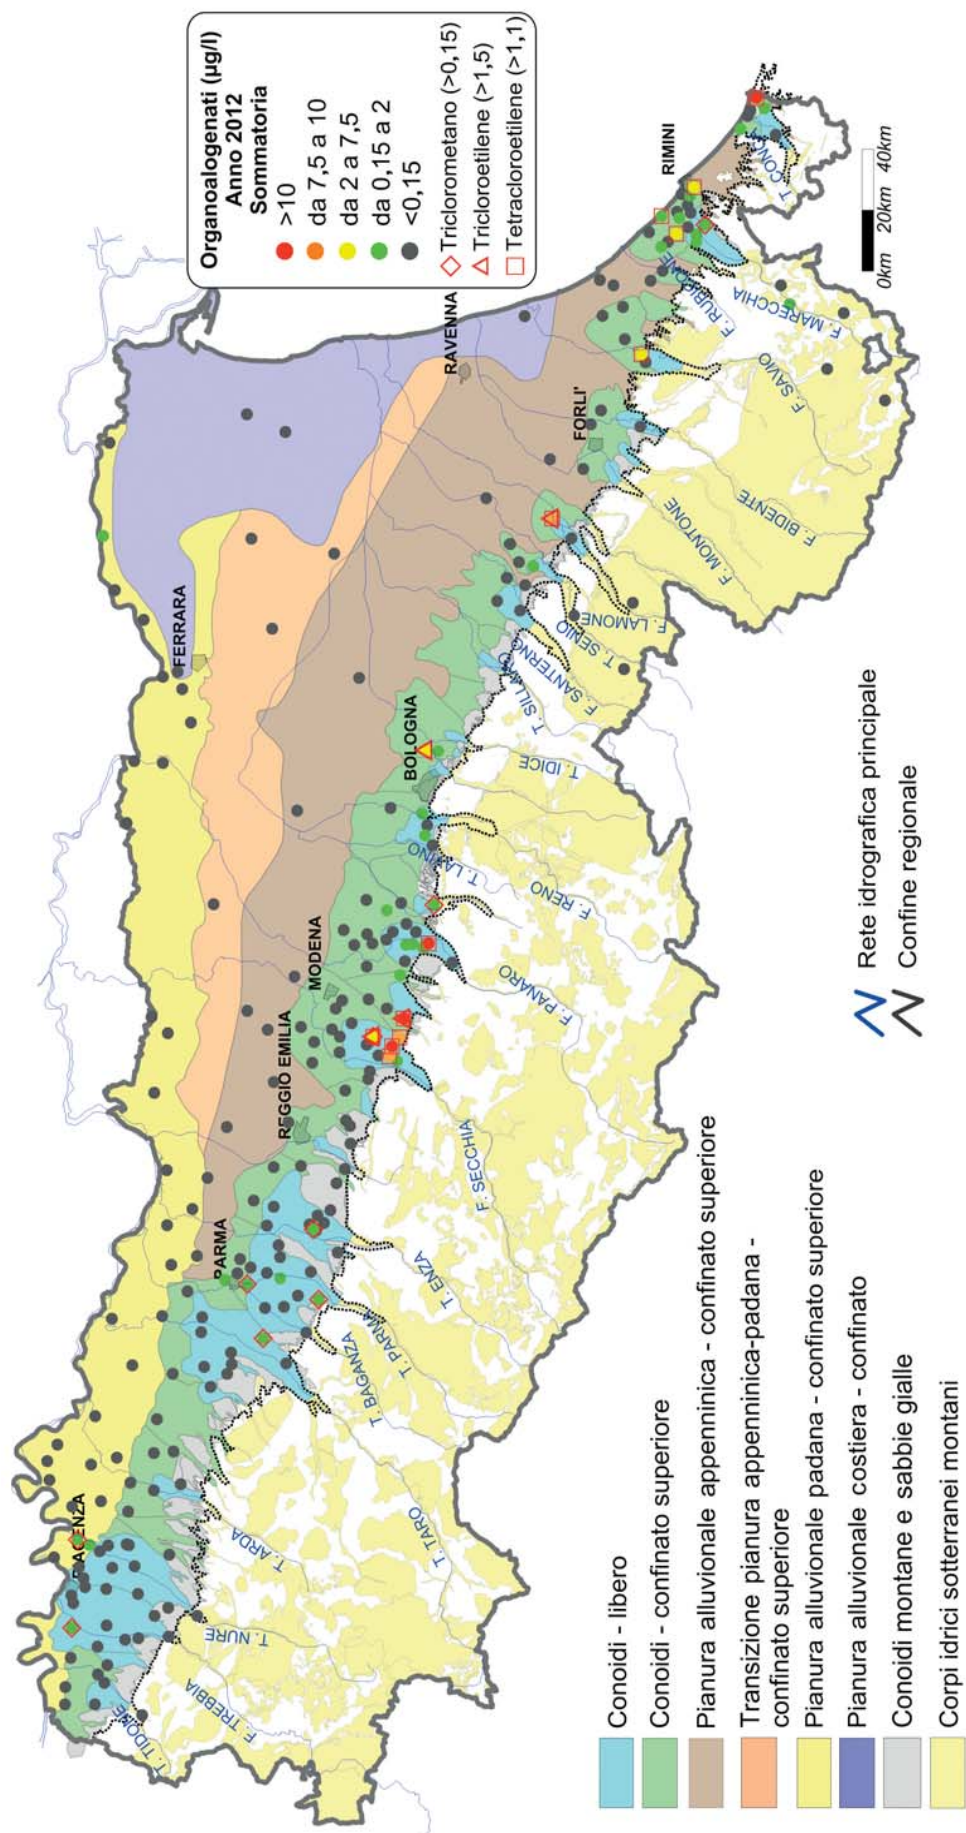 Organoalogenati (µg/l)
Anno 2012
Sommatoria
>10
da 7,5 a 10
da 2 a 7,5
da 0,15 a 2
<0,15
Triclorometano (>0,15)
Tricloroetilene (>1,5)
Tetracloroetilene (>1,1)
PARMA
REGGIO EMILIA
MODENA
BOLOGNA
FERRARA
RAVENNA
FORLI'
RIMINI
T. TIDONE
F. TREBBIA
T. NURE
T. ARDA
T. TARO
T. BAGANZA
T. PARMA
T. ENZA
F. SECCHIA
F. PANARO
T. LAVINO
F. RENO
T. IDICE
F. SANTERNO
T. SENIO
F. LAMONE
F. MONTONE
F. BIDENTE
F. SAVIO
F. RUBICONE
F. MARECCHIA
T. CONCA
0km 20km 40km
Conoidi - libero
Conoidi - confinato superiore
Pianura alluvionale appenninica - confinato superiore
Transizione pianura appenninica-padana -
confinato superiore
Pianura alluvionale padana - confinato superiore
Pianura alluvionale costiera - confinato
Conoidi montane e sabbie gialle
Corpi idrici sotterranei montani
Rete idrografica principale
Confine regionale